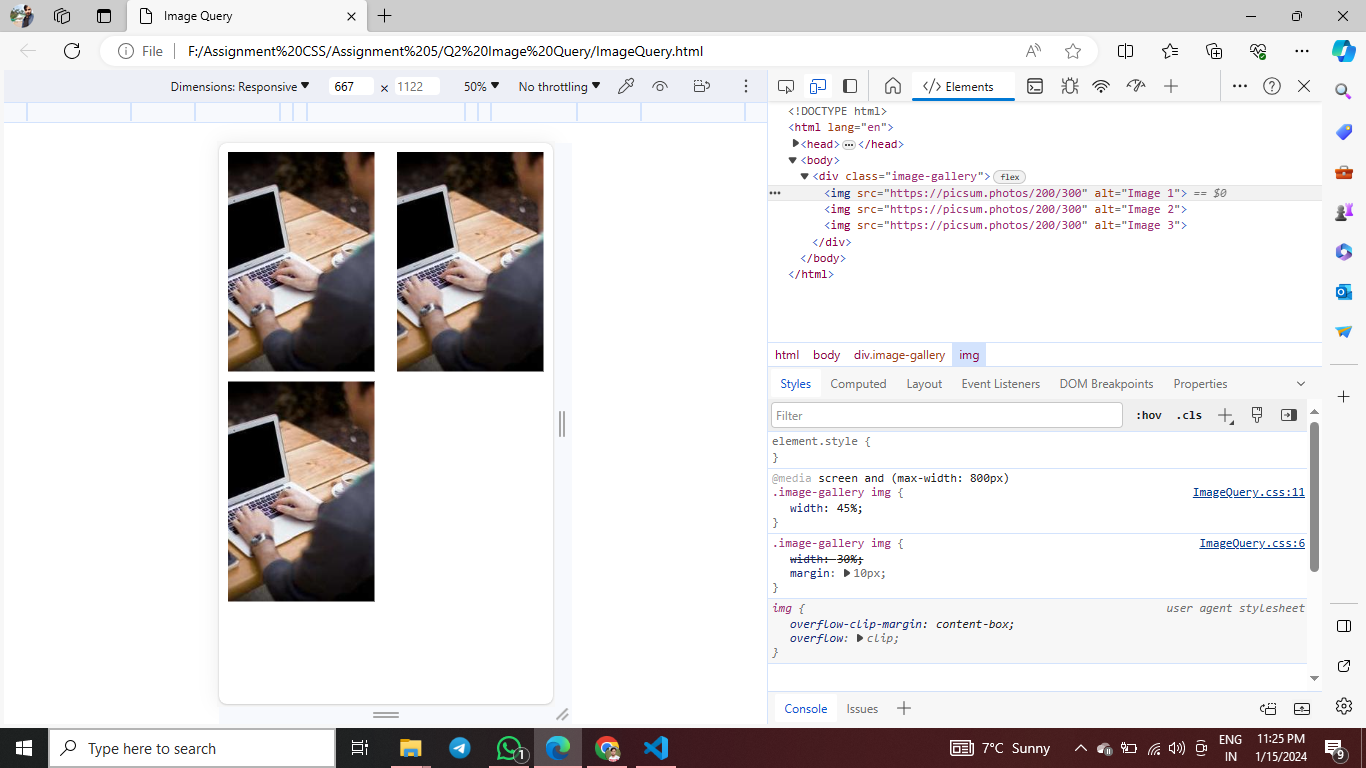 Image Query
File
F:/Assignment%20CSS/Assignment%205/Q2%20Image%20Query/ImageQuery.html
Dimensions: Responsive 667 × 1122 50% No throttling
Elements
<!DOCTYPE html>
<html lang="en">
<head> ••• </head>
<body>
<div class="image-gallery"> flex
••• <img src="https://picsum.photos/200/300" alt="Image 1"> == $0
<img src="https://picsum.photos/200/300" alt="Image 2">
<img src="https://picsum.photos/200/300" alt="Image 3">
</div>
</body>
</html>
html body div.image-gallery img
Styles Computed Layout Event Listeners DOM Breakpoints Properties
Filter :hov .cls
element.style {
}
@media screen and (max-width: 800px)
.image-gallery img { ImageQuery.css:11
width: 45%;
}
.image-gallery img { ImageQuery.css:6
width: 30%;
margin: 10px;
}
img { user agent stylesheet
overflow-clip-margin: content-box;
overflow: clip;
}
Console Issues
Type here to search
1
7°C Sunny
ENG
IN
11:25 PM
1/15/2024
9